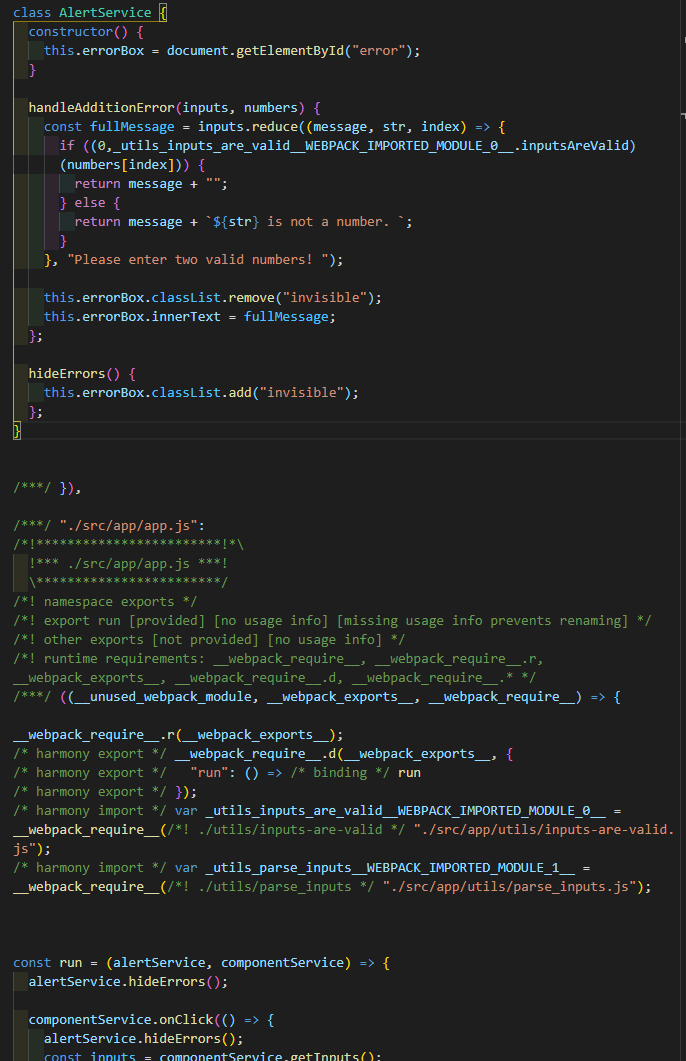 class AlertService {
  constructor() {
    this.errorBox = document.getElementById("error");
  }

  handleAdditionError(inputs, numbers) {
    const fullMessage = inputs.reduce((message, str, index) => {
      if ((0,_utils_inputs_are_valid__WEBPACK_IMPORTED_MODULE_0__.inputsAreValid)
      (numbers[index])) {
        return message + "";
      } else {
        return message + `${str} is not a number. `;
      }
    }, "Please enter two valid numbers! ");

    this.errorBox.classList.remove("invisible");
    this.errorBox.innerText = fullMessage;
  };

  hideErrors() {
    this.errorBox.classList.add("invisible");
  };
}


/***/ }),

/***/ "./src/app/app.js":
/*!************************!*\
  !*** ./src/app/app.js ***!
  \************************/
/*! namespace exports */
/*! export run [provided] [no usage info] [missing usage info prevents renaming] */
/*! other exports [not provided] [no usage info] */
/*! runtime requirements: __webpack_require__, __webpack_require__.r,
__webpack_exports__, __webpack_require__.d, __webpack_require__.* */
/***/ ((__unused_webpack_module, __webpack_exports__, __webpack_require__) => {

__webpack_require__.r(__webpack_exports__);
/* harmony export */ __webpack_require__.d(__webpack_exports__, {
/* harmony export */   "run": () => /* binding */ run
/* harmony export */ });
/* harmony import */ var _utils_inputs_are_valid__WEBPACK_IMPORTED_MODULE_0__ =
__webpack_require__(/*! ./utils/inputs-are-valid */ "./src/app/utils/inputs-are-valid.
js");
/* harmony import */ var _utils_parse_inputs__WEBPACK_IMPORTED_MODULE_1__ =
__webpack_require__(/*! ./utils/parse_inputs */ "./src/app/utils/parse_inputs.js");



const run = (alertService, componentService) => {
  alertService.hideErrors();

  componentService.onClick(() => {
    alertService.hideErrors();
    const inputs = componentService.getInputs();